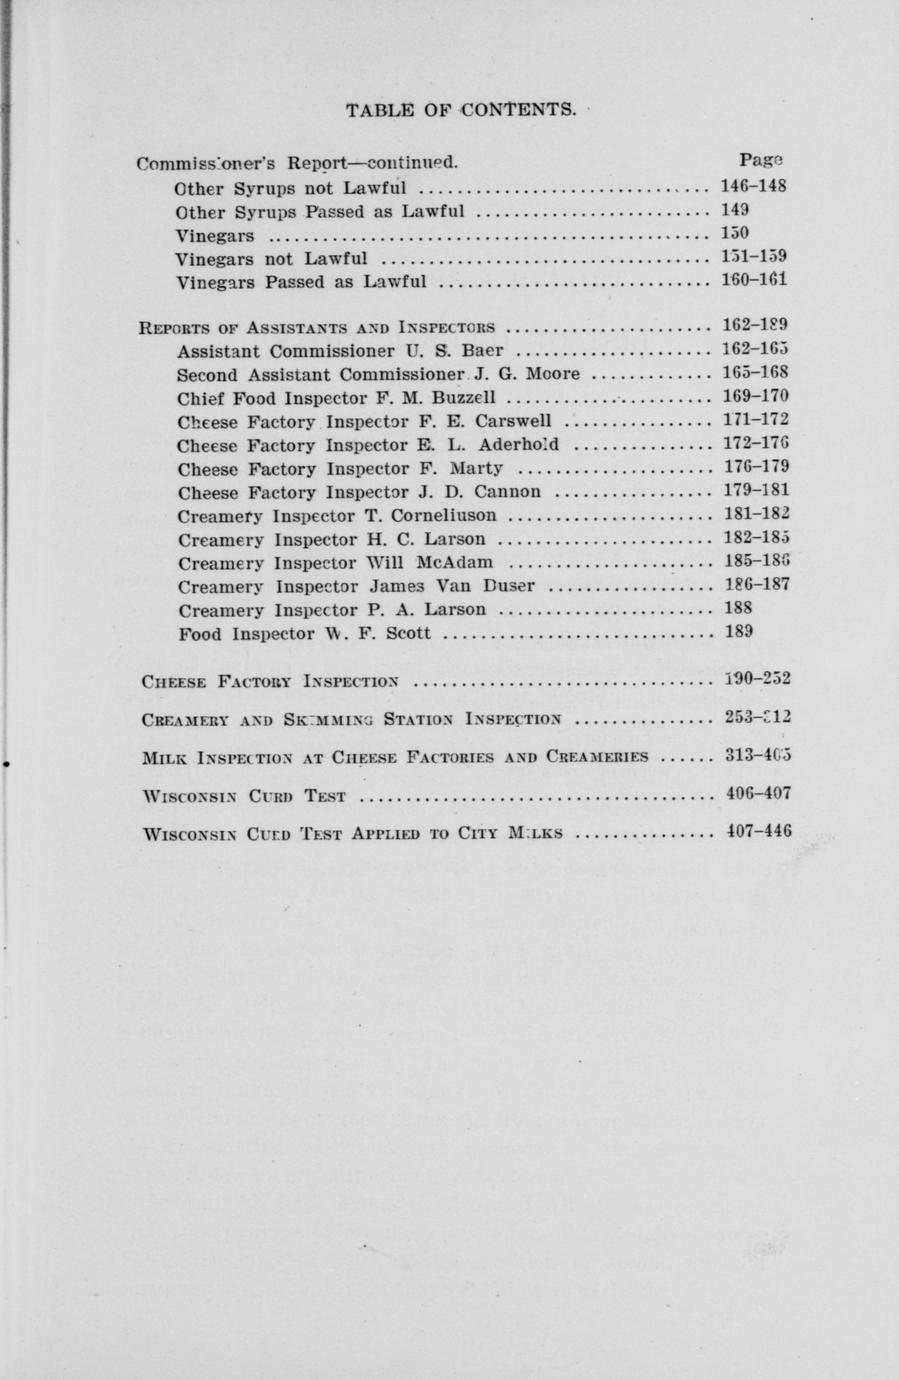 TABLE OF CONTENTS.
Commissioner's Report—continued. Page
Other Syrups not Lawful .............................. 146-148
Other Syrups Passed as Lawful ......................... 149
Vinegars .............................................. 150
Vinegars not Lawful ................................... 151-159
Vinegars Passed as Lawful ............................. 160-161
REPORTS OF ASSISTANTS AND INSPECTORS ...................... 162-189
Assistant Commissioner U. S. Baer ..................... 162-165
Second Assistant Commissioner J. G. Moore ............. 165-168
Chief Food Inspector F. M. Buzzell ...................... 169-170
Cheese Factory Inspector F. E. Carswell ................ 171-172
Cheese Factory Inspector E. L. Aderhold ............... 172-176
Cheese Factory Inspector F. Marty ..................... 176-179
Cheese Factory Inspector J. D. Cannon ................. 179-181
Creamery Inspector T. Corneliuson ...................... 181-182
Creamery Inspector H. C. Larson ....................... 182-185
Creamery Inspector Will McAdam ...................... 185-186
Creamery Inspector James Van Duser .................. 186-187
Creamery Inspector P. A. Larson ....................... 188
Food Inspector W. F. Scott ............................. 189
CHEESE FACTORY INSPECTION ................................ 190-252
CREAMERY AND SKIMMING STATION INSPECTION ............... 253-312
MILK INSPECTION AT CHEESE FACTORIES AND CREAMERIES ...... 313-405
WISCONSIN CURD TEST ...................................... 406-407
WISCONSIN CURD TEST APPLIED TO CITY MILKS ............... 407-446